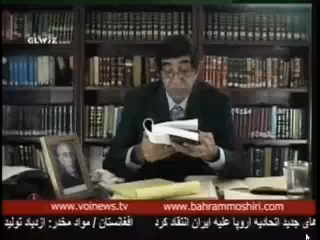 GLWIZ
www.voinews.tv
www.bahrammoshiri.com
های جدید اتحادیه اروپا علیه ایران انتقاد کرد افغانستان / مواد مخدر: ازدیاد تولید